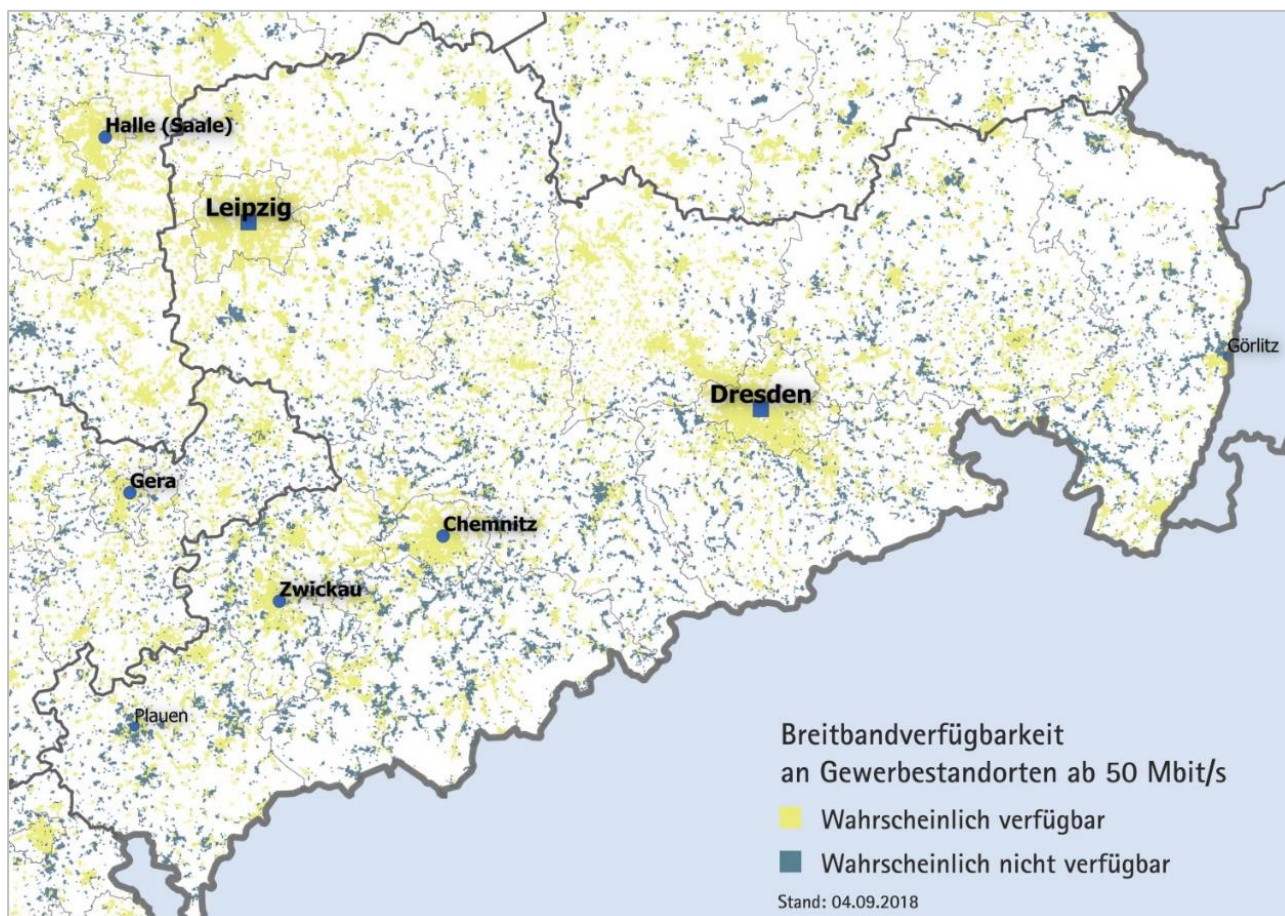 Halle (Saale)
Leipzig
Görlitz
Dresden
Gera
Chemnitz
Zwickau
Plauen
Breitbandverfügbarkeit
an Gewerbestandorten ab 50 Mbit/s
Wahrscheinlich verfügbar
Wahrscheinlich nicht verfügbar
Stand: 04.09.2018